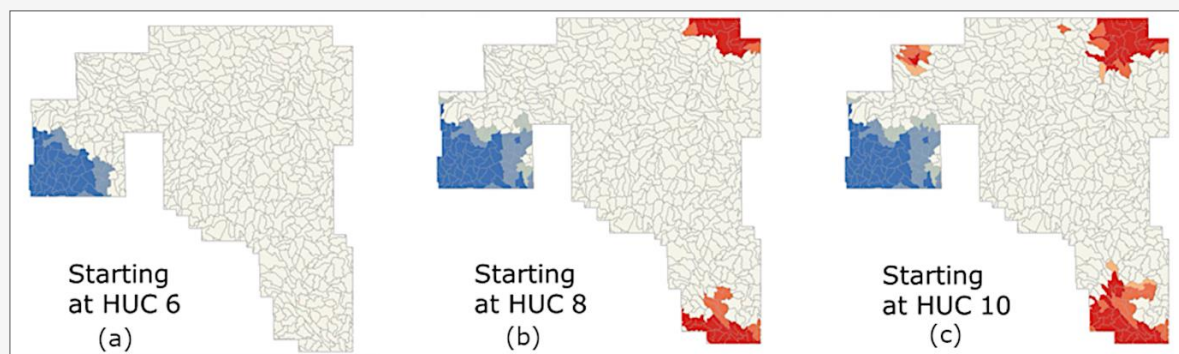 Starting
at HUC 6
(a)
Starting
at HUC 8
(b)
Starting
at HUC 10
(c)